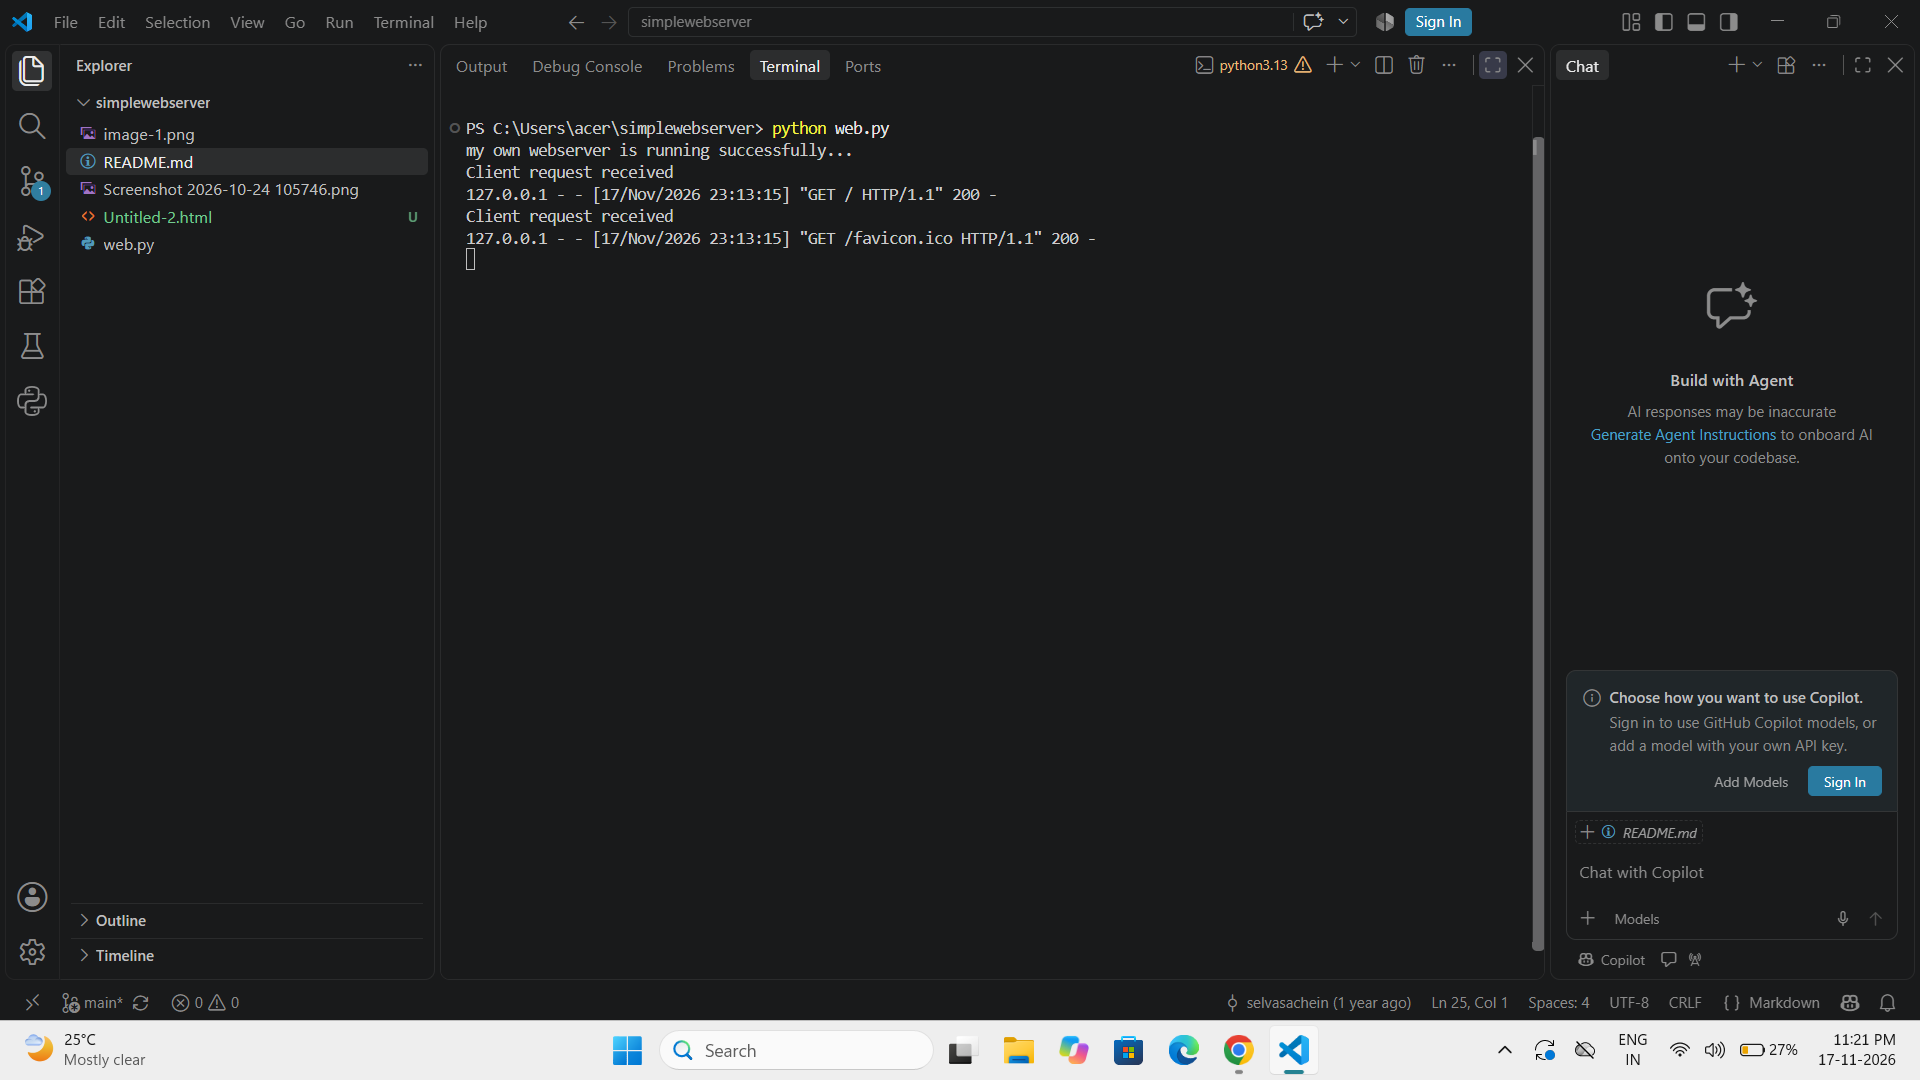 File Edit Selection View Go Run Terminal Help
simplewebserver
Sign In
Explorer
simplewebserver
image-1.png
README.md
Screenshot 2026-10-24 105746.png
Untitled-2.html U
web.py
1
Outline
Timeline
Output Debug Console Problems Terminal Ports
python3.13
PS C:\Users\acer\simplewebserver> python web.py
my own webserver is running successfully...
Client request received
127.0.0.1 - - [17/Nov/2026 23:13:15] "GET / HTTP/1.1" 200 -
Client request received
127.0.0.1 - - [17/Nov/2026 23:13:15] "GET /favicon.ico HTTP/1.1" 200 -
Chat
Build with Agent
AI responses may be inaccurate
Generate Agent Instructions to onboard AI
onto your codebase.
Choose how you want to use Copilot.
Sign in to use GitHub Copilot models, or
add a model with your own API key.
Add Models Sign In
README.md
Chat with Copilot
Models
Copilot
main* 0 0
selvasachein (1 year ago) Ln 25, Col 1 Spaces: 4 UTF-8 CRLF { } Markdown
25°C
Mostly clear
Search
ENG
IN
27%
11:21 PM
17-11-2026